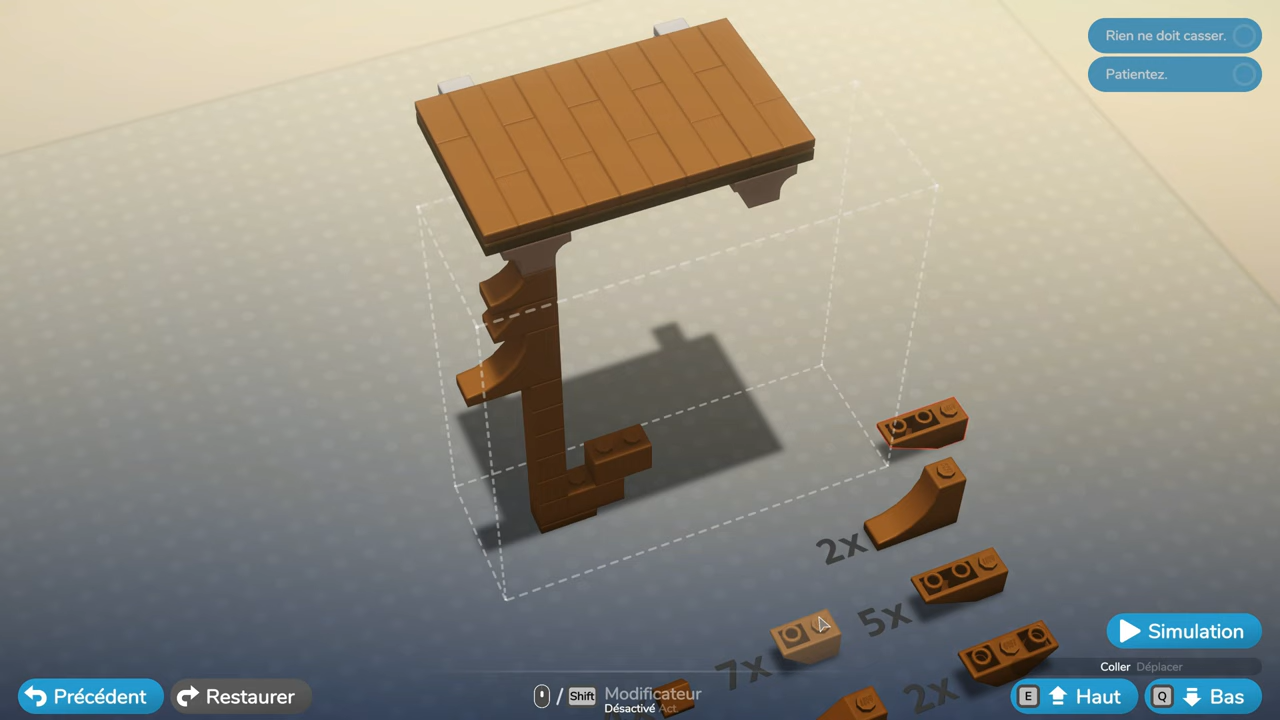 Rien ne doit casser.
Patientez.
2x
5x
7x
2x
Simulation
Coller Déplacer
Précédent
Restaurer
/ Shift Modificateur
Désactivé Act.
E Haut
Q Bas